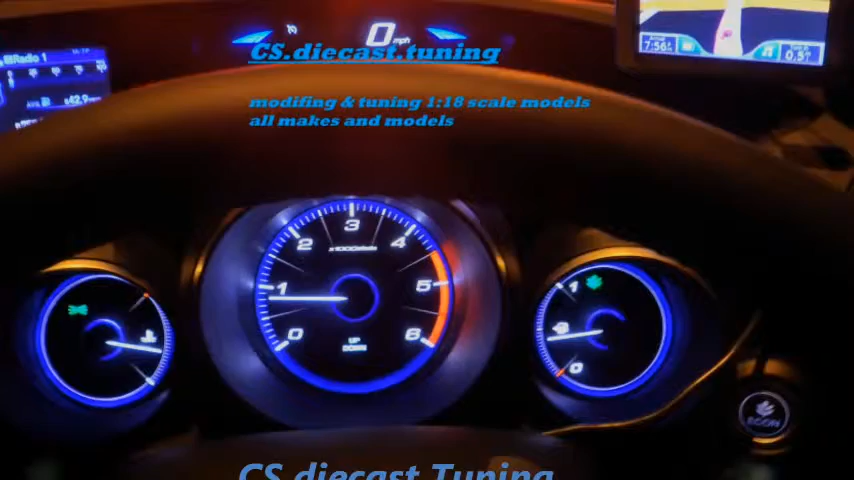 0 mph
CS.diecast.tuning
Radio 1
7:56
0.5
42.9
modifing & tuning 1:18 scale models
all makes and models
3
2 4
x1000r/min
1 5
0 6
UP
DOWN
1
0
ECON
CS diecast Tuning